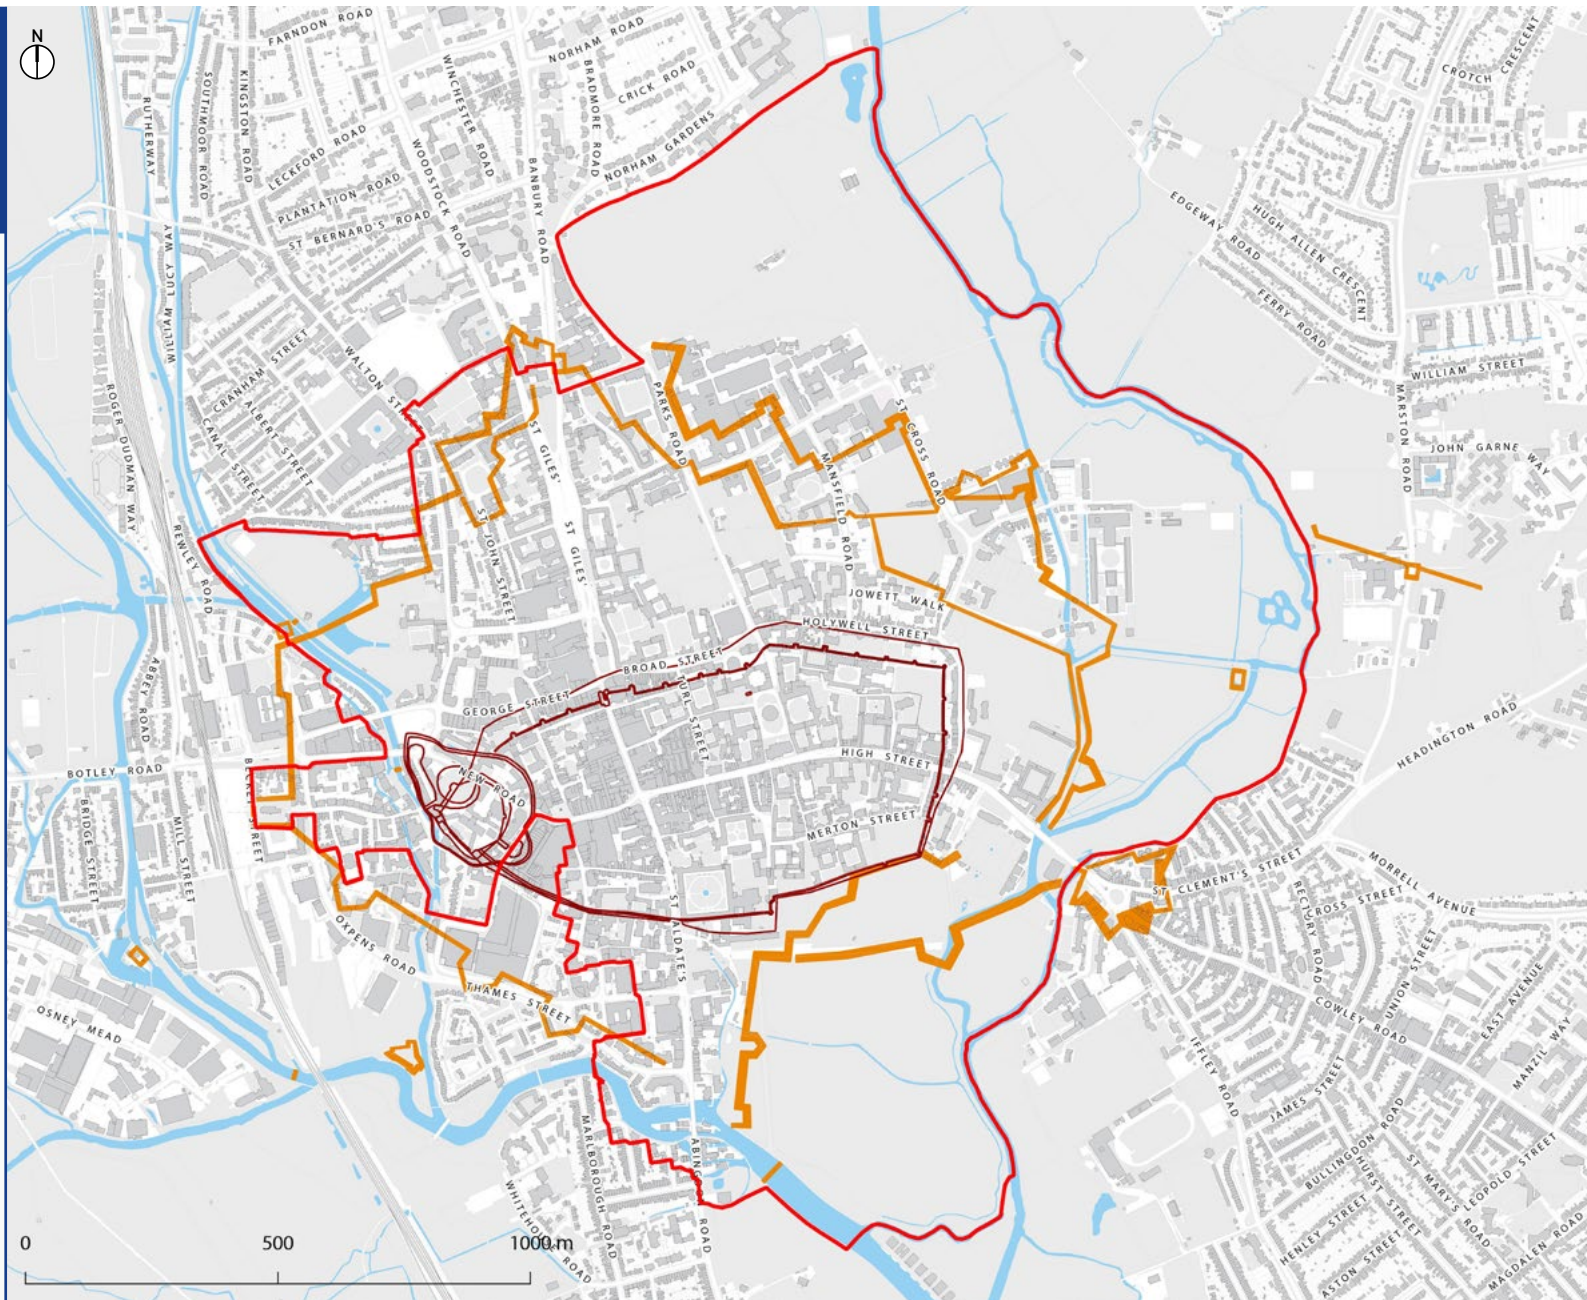 N
FARNDON ROAD
NORHAM ROAD
CROTCH CRESCENT
WINCHESTER ROAD
BRADMORE ROAD
CRICK ROAD
SOUTHMOOR ROAD
KINGSTON ROAD
RUTHERWAY
LECKFORD ROAD
WOODSTOCK ROAD
NORHAM GARDENS
BANBURY ROAD
PLANTATION ROAD
ST BERNARD'S ROAD
EDGEWAY ROAD
HUGH ALLEN CRESCENT
FERRY ROAD
WILLIAM LUCY WAY
CRANHAM STREET
WALTON STREET
WILLIAM STREET
ALBERT STREET
CANAL STREET
ROGER DUDMAN WAY
PARKS ROAD
ST CROSS ROAD
MARSTON ROAD
ST GILES'
JOHN GARNE WAY
MANSFIELD ROAD
ST JOHN STREET
ST GILES'
REWLEY ROAD
JOWETT WALK
HOLYWELL STREET
BROAD STREET
TURL STREET
GEORGE STREET
ABBEY ROAD
HEADINGTON ROAD
HIGH STREET
NEW ROAD
BOTLEY ROAD
BECKET STREET
BRIDGE STREET
MILL STREET
MERTON STREET
ST CLEMENT'S STREET
MORRELL AVENUE
CROSS STREET
RECTORY ROAD
ST ALDATE'S
OXPENS ROAD
UNION STREET
EAST AVENUE
THAMES STREET
COWLEY ROAD
OSNEY MEAD
MANZIL WAY
IFFLEY ROAD
JAMES STREET
MARLBOROUGH ROAD
ABINGDON ROAD
BULLINGDON ROAD
HURST STREET
ST MARY'S ROAD
LEOPOLD STREET
WHITEHOUSE ROAD
HENLEY STREET
ASTON STREET
MAGDALEN ROAD
0 500 1000 m